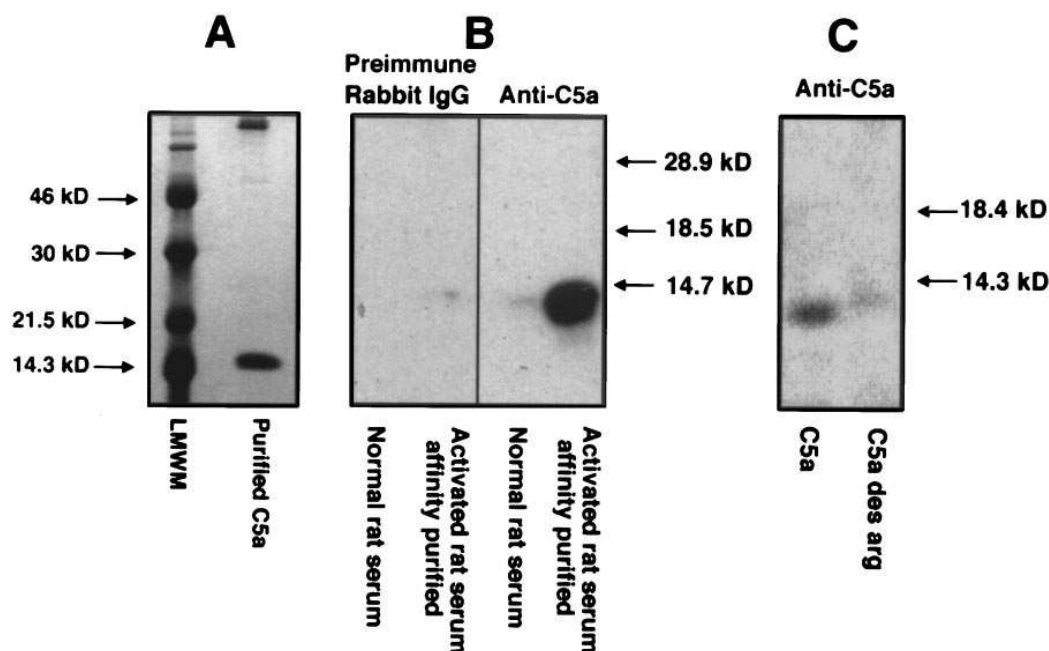 A
B
C
Preimmune
Rabbit IgG
Anti-C5a
Anti-C5a
46 kD
30 kD
21.5 kD
14.3 kD
28.9 kD
18.5 kD
14.7 kD
18.4 kD
14.3 kD
LMWM
Purified C5a
Normal rat serum
Activated rat serum
affinity purified
Normal rat serum
Activated rat serum
affinity purified
C5a
C5a des arg